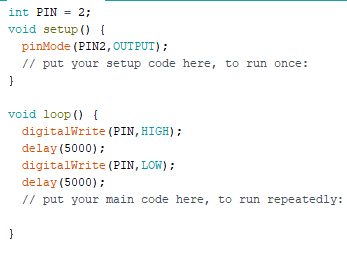 int PIN = 2;
void setup() {
pinMode(PIN2,OUTPUT);
// put your setup code here, to run once:
}
void loop() {
digitalWrite(PIN,HIGH);
delay(5000);
digitalWrite(PIN,LOW);
delay(5000);
// put your main code here, to run repeatedly:
}